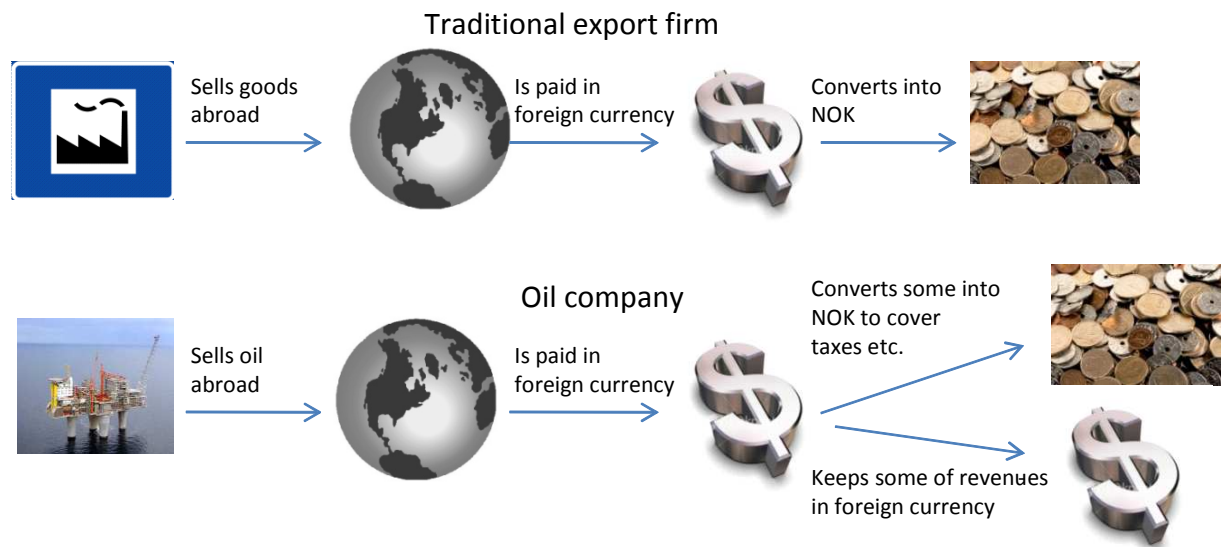 Traditional export firm
Sells goods
abroad
Is paid in
foreign currency
Converts into
NOK
Oil company
Sells oil
abroad
Is paid in
foreign currency
Converts some into
NOK to cover
taxes etc.
Keeps some of revenues
in foreign currency